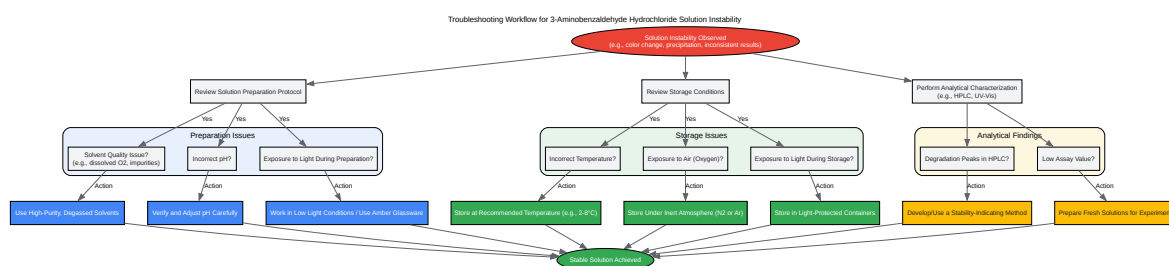 Troubleshooting Workflow for 3-Aminobenzaldehyde Hydrochloride Solution Instability
Solution Instability Observed
(e.g., color change, precipitation, inconsistent results)
Review Solution Preparation Protocol
Review Storage Conditions
Perform Analytical Characterization
(e.g., HPLC, UV-Vis)
Yes
Yes
Yes
Yes
Yes
Yes
Preparation Issues
Storage Issues
Analytical Findings
Solvent Quality Issue?
(e.g., dissolved O2, impurities)
Incorrect pH?
Exposure to Light During Preparation?
Incorrect Temperature?
Exposure to Air (Oxygen)?
Exposure to Light During Storage?
Degradation Peaks in HPLC?
Low Assay Value?
Action
Action
Action
Action
Action
Action
Action
Action
Use High-Purity, Degassed Solvents
Verify and Adjust pH Carefully
Work in Low Light Conditions / Use Amber Glassware
Store at Recommended Temperature (e.g., 2-8°C)
Store Under Inert Atmosphere (N2 or Ar)
Store in Light-Protected Containers
Develop/Use a Stability-Indicating Method
Prepare Fresh Solutions for
Stable Solution Achieved